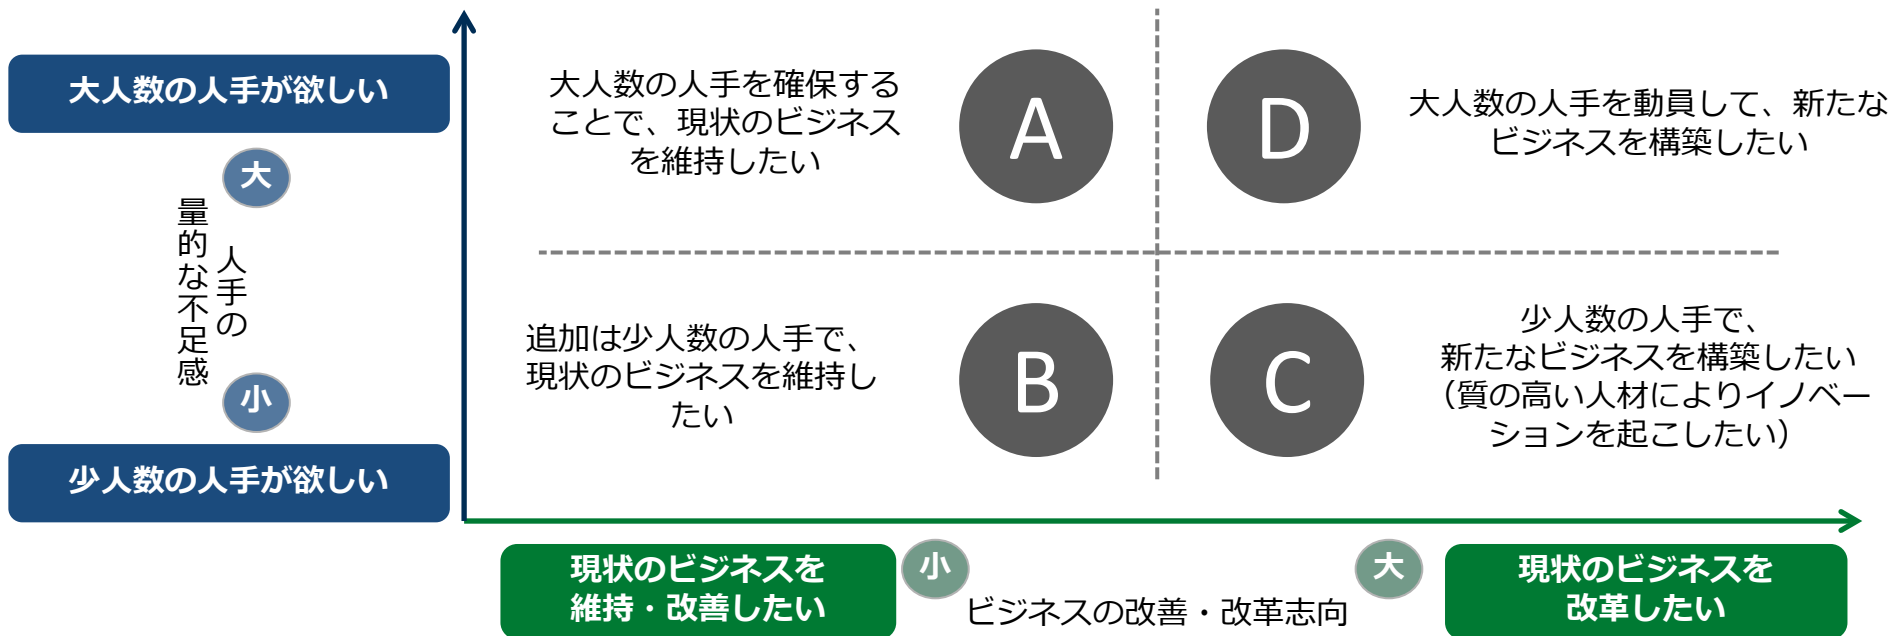 大人数の人手が欲しい
大
人手の
量的な不足感
小
少人数の人手が欲しい
大人数の人手を確保する
ことで、現状のビジネス
を維持したい
A
D
大人数の人手を動員して、新たな
ビジネスを構築したい
追加は少人数の人手で、
現状のビジネスを維持し
たい
B
C
少人数の人手で、
新たなビジネスを構築したい
（質の高い人材によりイノベー
ションを起こしたい）
現状のビジネスを
維持・改善したい
小
ビジネスの改善・改革志向
大
現状のビジネスを
改革したい